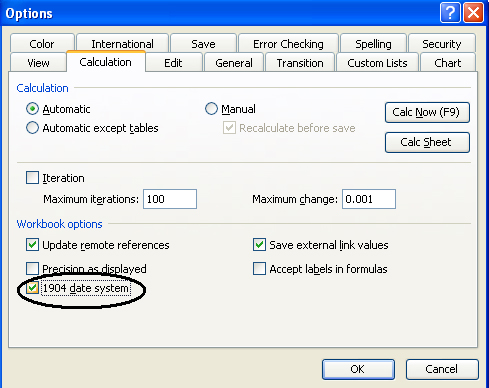 Options
Color International Save Error Checking Spelling Security
View Calculation Edit General Transition Custom Lists Chart
Calculation
Automatic Manual Calc Now (F9)
Automatic except tables Recalculate before save
Calc Sheet
Iteration
Maximum iterations: 100 Maximum change: 0.001
Workbook options
Update remote references Save external link values
Precision as displayed Accept labels in formulas
1904 date system
OK Cancel